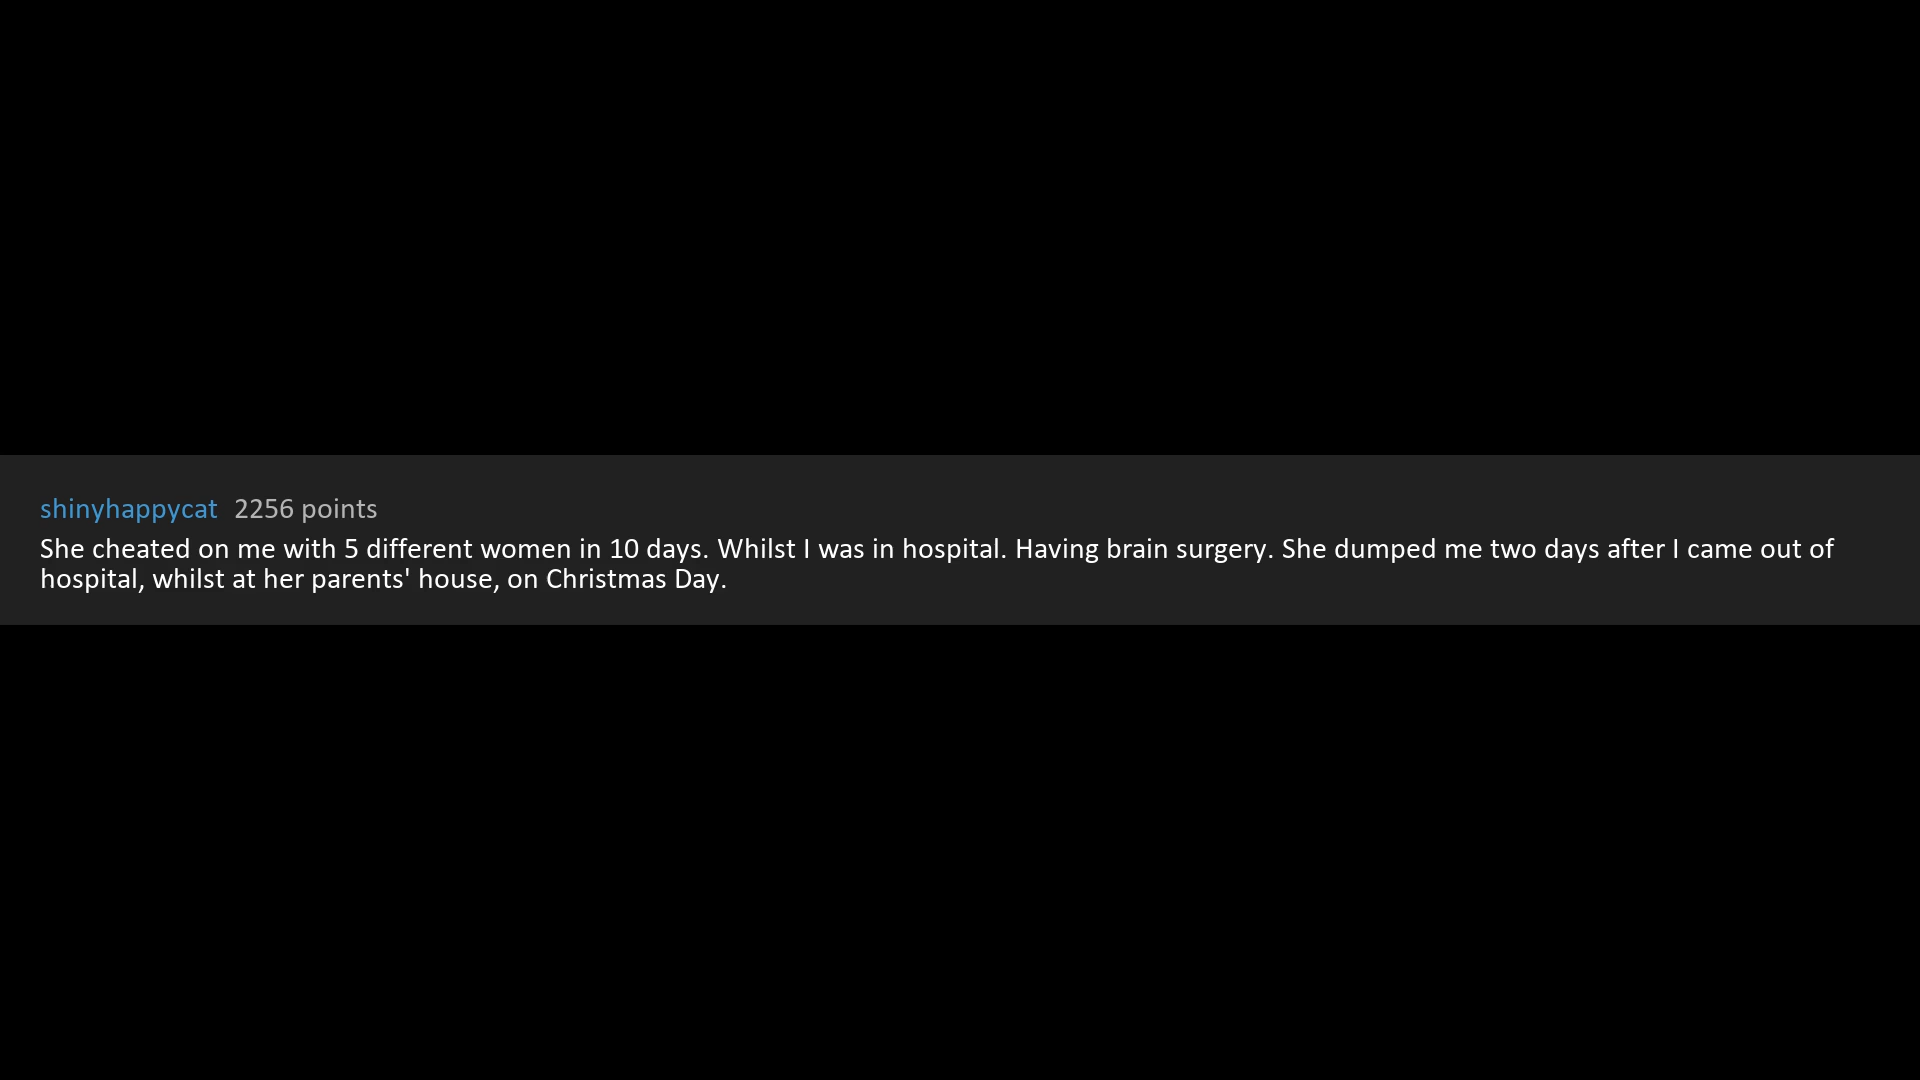 shinyhappycat 2256 points
She cheated on me with 5 different women in 10 days. Whilst I was in hospital. Having brain surgery. She dumped me two days after I came out of
hospital, whilst at her parents' house, on Christmas Day.